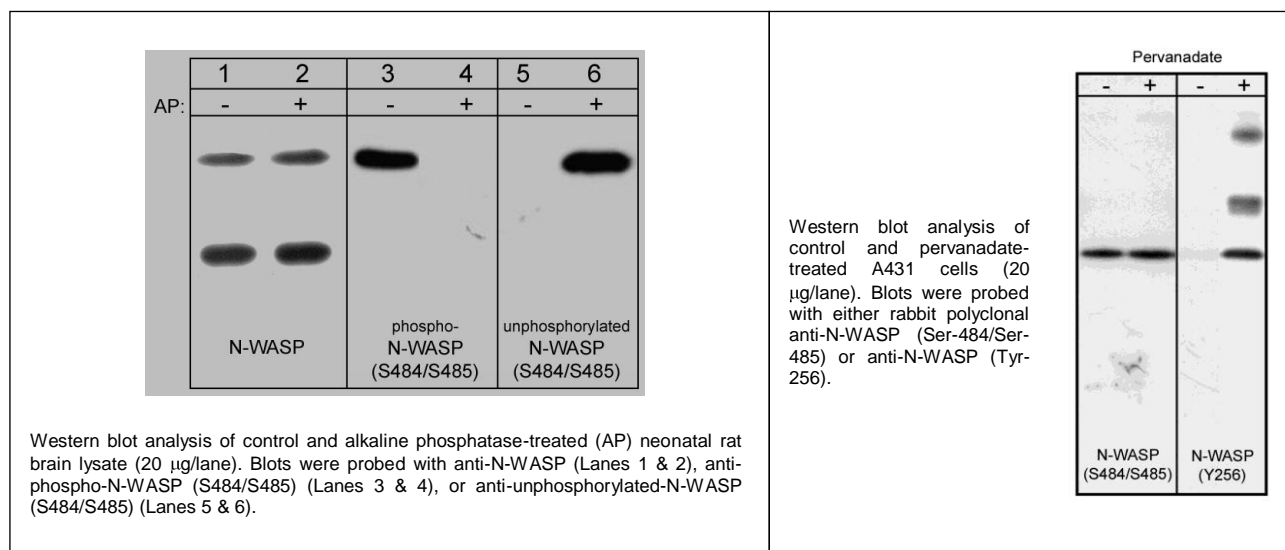 1 2 3 4 5 6
AP: - + - + - +
N-WASP
phospho-
N-WASP
(S484/S485)
unphosphorylated
N-WASP
(S484/S485)
Western blot analysis of control and alkaline phosphatase-treated (AP) neonatal rat
brain lysate (20 µg/lane). Blots were probed with anti-N-WASP (Lanes 1 & 2), anti-
phospho-N-WASP (S484/S485) (Lanes 3 & 4), or anti-unphosphorylated-N-WASP
(S484/S485) (Lanes 5 & 6).
Western blot analysis of
control and pervanadate-
treated A431 cells (20
µg/lane). Blots were probed
with either rabbit polyclonal
anti-N-WASP (Ser-484/Ser-
485) or anti-N-WASP (Tyr-
256).
Pervanadate
- + - +
N-WASP
(S484/S485)
N-WASP
(Y256)